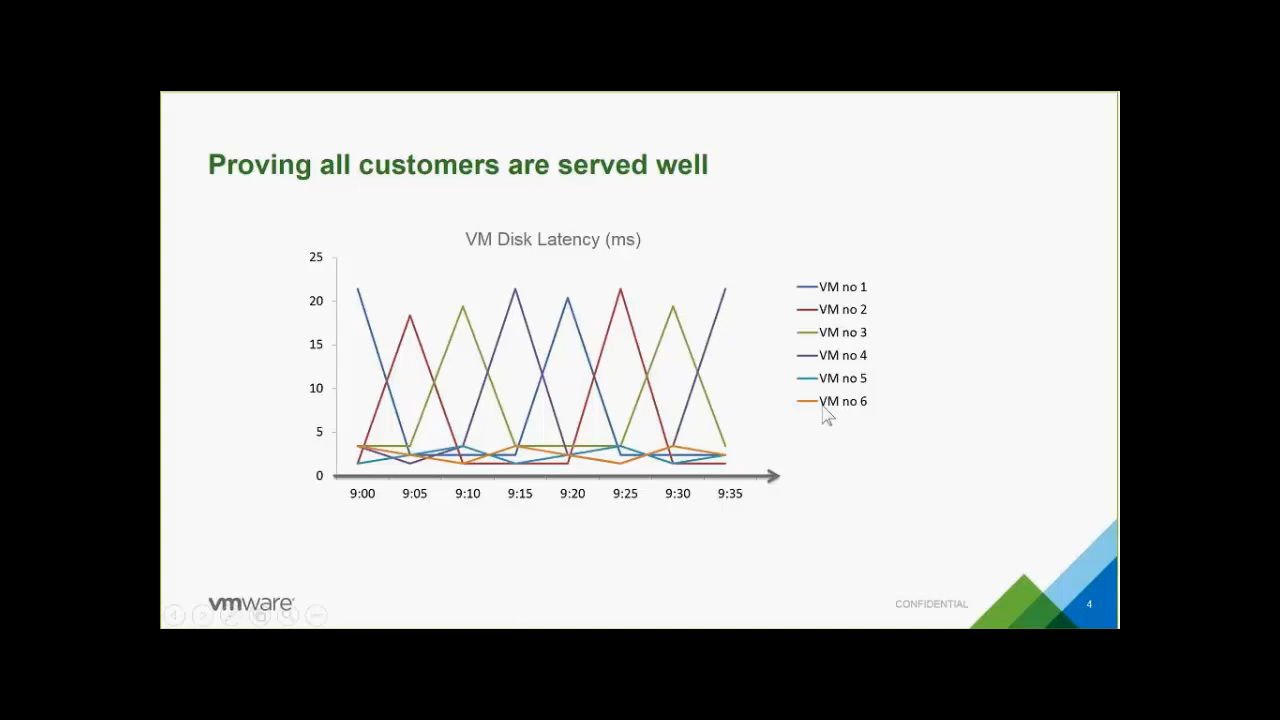 Proving all customers are served well
VM Disk Latency (ms)
25
20
15
10
5
0
9:00 9:05 9:10 9:15 9:20 9:25 9:30 9:35
VM no 1
VM no 2
VM no 3
VM no 4
VM no 5
VM no 6
vmware®
CONFIDENTIAL
4